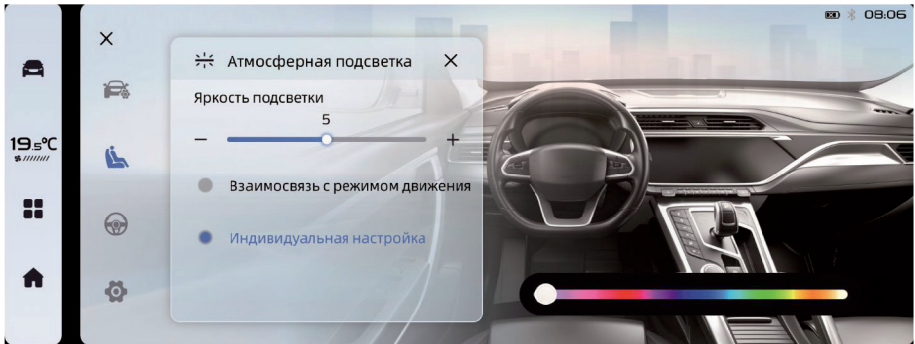 08:06
Атмосферная подсветка
Яркость подсветки
5
19.5°C
Взаимосвязь с режимом движения
Индивидуальная настройка